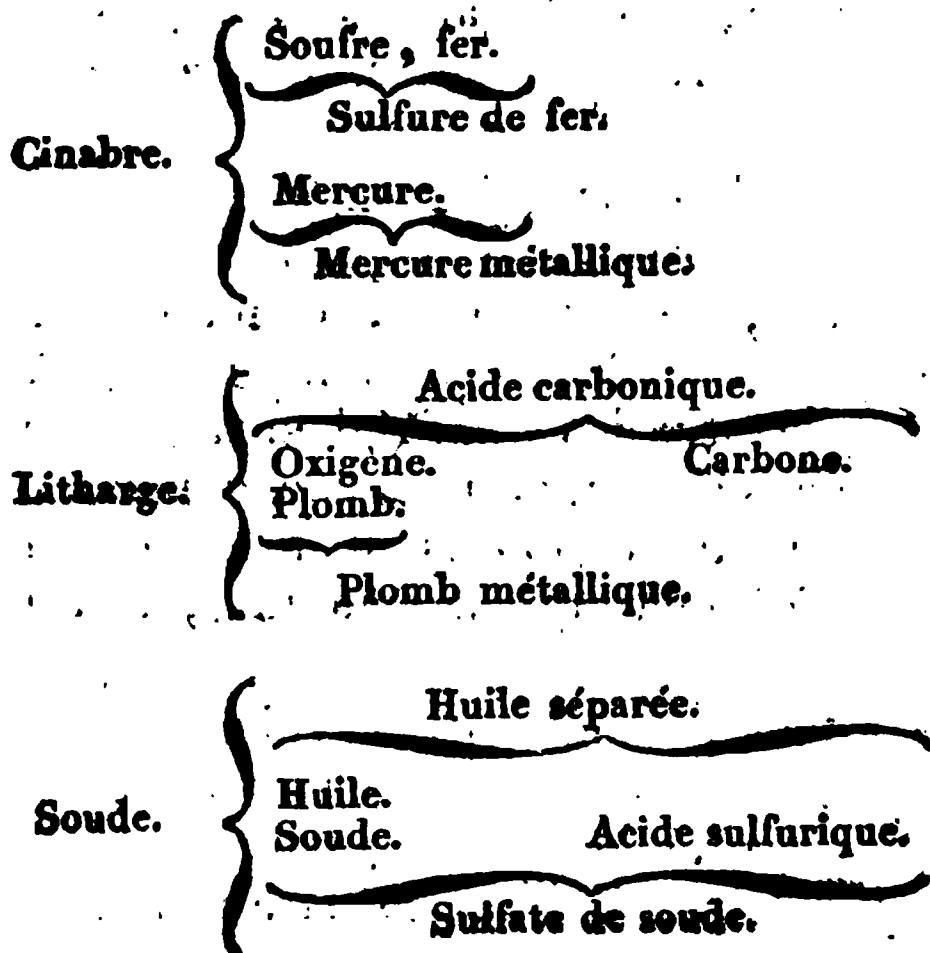 Soufre, fer.
Sulfure de fer.
Cinabre.
Mercure.
Mercure métallique.
Acide carbonique.
Oxigène. Carbone.
Litharge.
Plomb.
Plomb métallique.
Huile séparée.
Huile.
Soude.
Soude. Acide sulfurique.
Sulfate de soude.